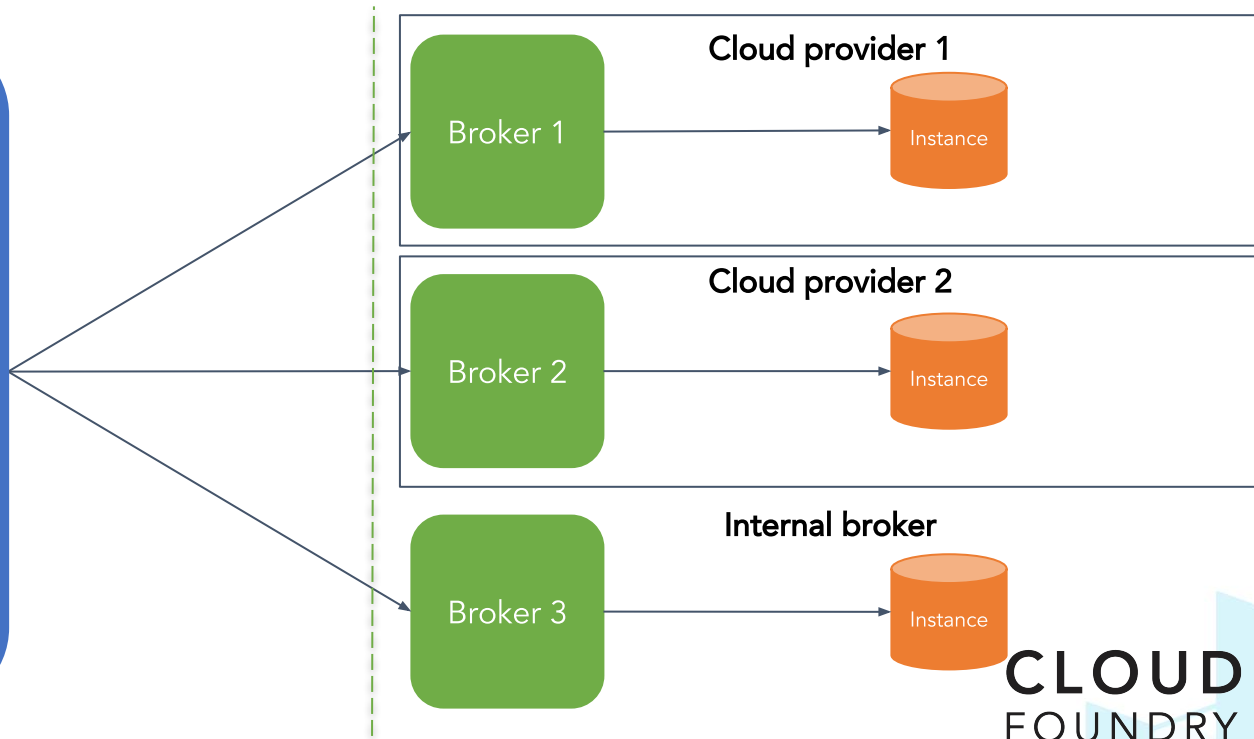 Cloud provider 1
Broker 1
Instance
Cloud provider 2
Broker 2
Instance
Internal broker
Broker 3
Instance
CLOUD
FOUNDRY